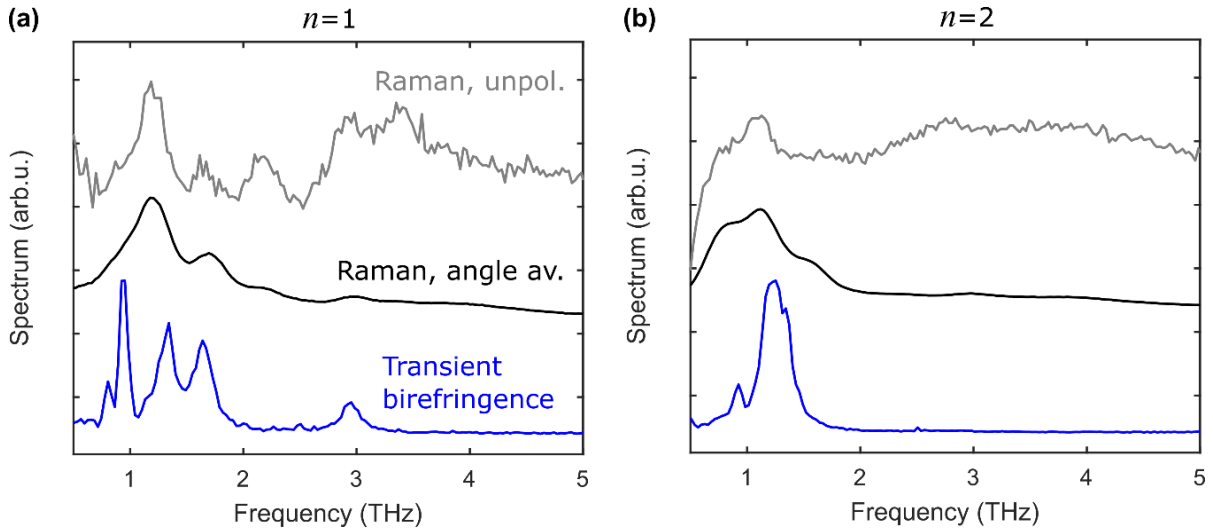 (a)
n=1
Raman, unpol.
Raman, angle av.
Transient
birefringence
Spectrum (arb.u.)
1 2 3 4 5
Frequency (THz)
(b)
n=2
Spectrum (arb.u.)
1 2 3 4 5
Frequency (THz)